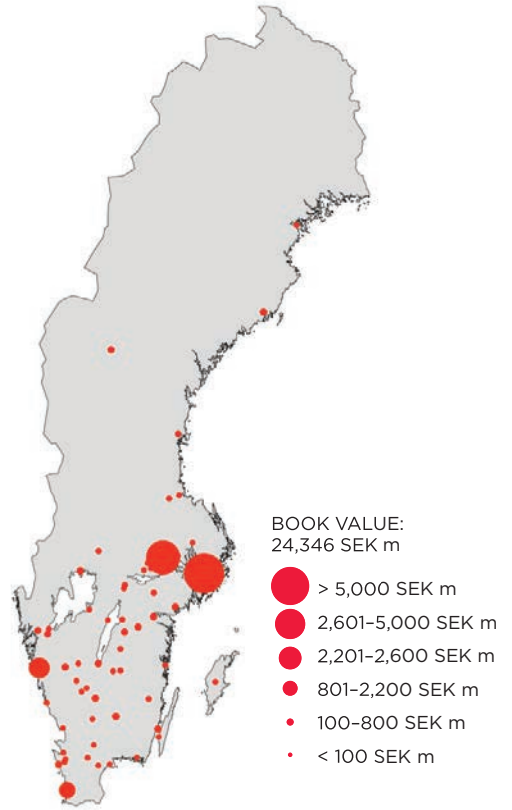 BOOK VALUE:
24,346 SEK m
> 5,000 SEK m
2,601–5,000 SEK m
2,201–2,600 SEK m
801–2,200 SEK m
100–800 SEK m
< 100 SEK m